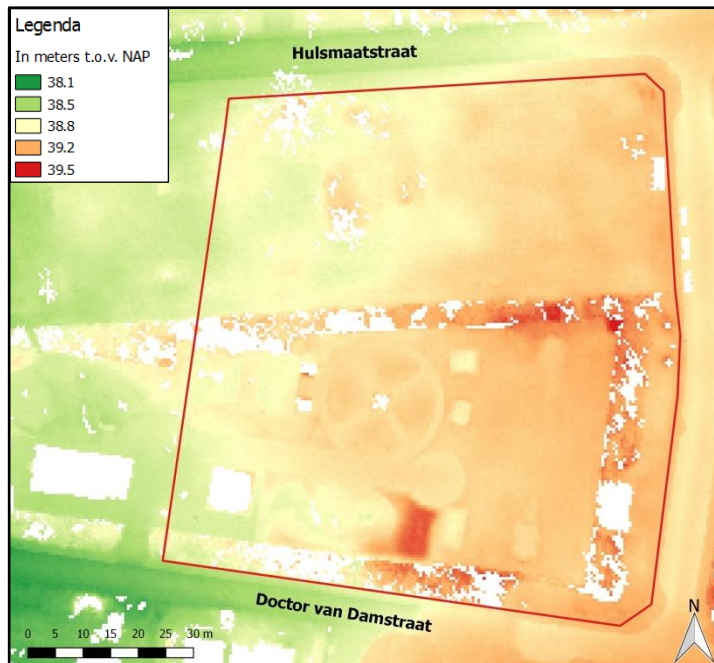 Legenda
In meters t.o.v. NAP
38.1
38.5
38.8
39.2
39.5
Hulsmaatstraat
Doctor van Damstraat
0 5 10 15 20 25 30 m
N